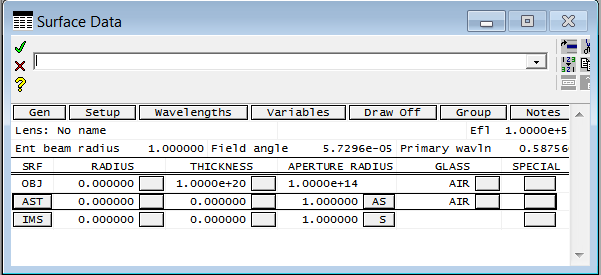 Surface Data
Gen Setup Wavelengths Variables Draw Off Group Notes
Lens: No name Efl 1.0000e+5
Ent beam radius 1.000000 Field angle 5.7296e-05 Primary wavln 0.58756
SRF RADIUS THICKNESS APERTURE RADIUS GLASS SPECIAL
OBJ 0.000000 1.0000e+20 1.0000e+14 AIR
AST 0.000000 0.000000 1.000000 AS AIR
IMS 0.000000 0.000000 1.000000 S